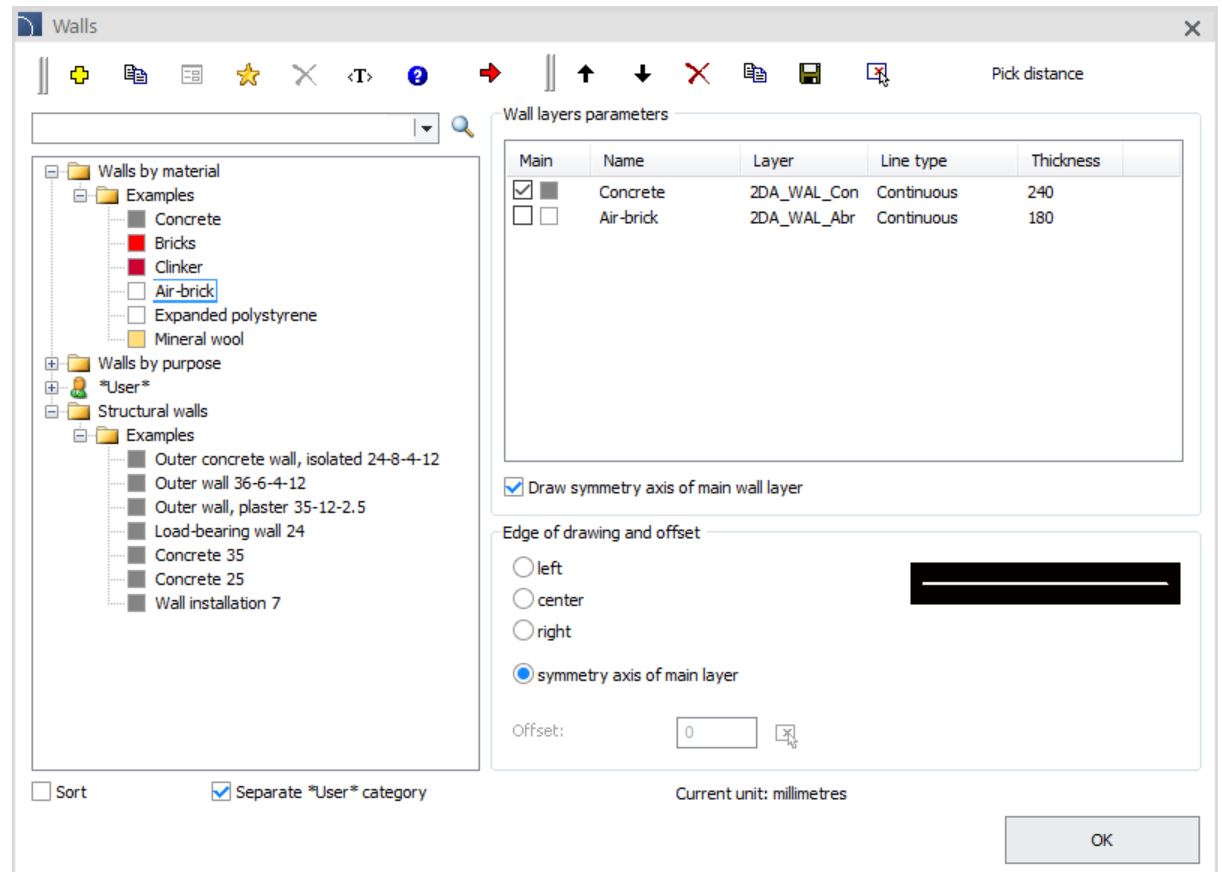 Walls
<T>
?
Pick distance
Walls by material
Examples
Concrete
Bricks
Clinker
Air-brick
Expanded polystyrene
Mineral wool
Walls by purpose
*User*
Structural walls
Examples
Outer concrete wall, isolated 24-8-4-12
Outer wall 36-6-4-12
Outer wall, plaster 35-12-2.5
Load-bearing wall 24
Concrete 35
Concrete 25
Wall installation 7
Sort
Separate *User* category
Wall layers parameters
Main Name Layer Line type Thickness
Concrete 2DA_WAL_Con Continuous 240
Air-brick 2DA_WAL_Abr Continuous 180
Draw symmetry axis of main wall layer
Edge of drawing and offset
left
center
right
symmetry axis of main layer
Offset: 0
Current unit: millimetres
OK